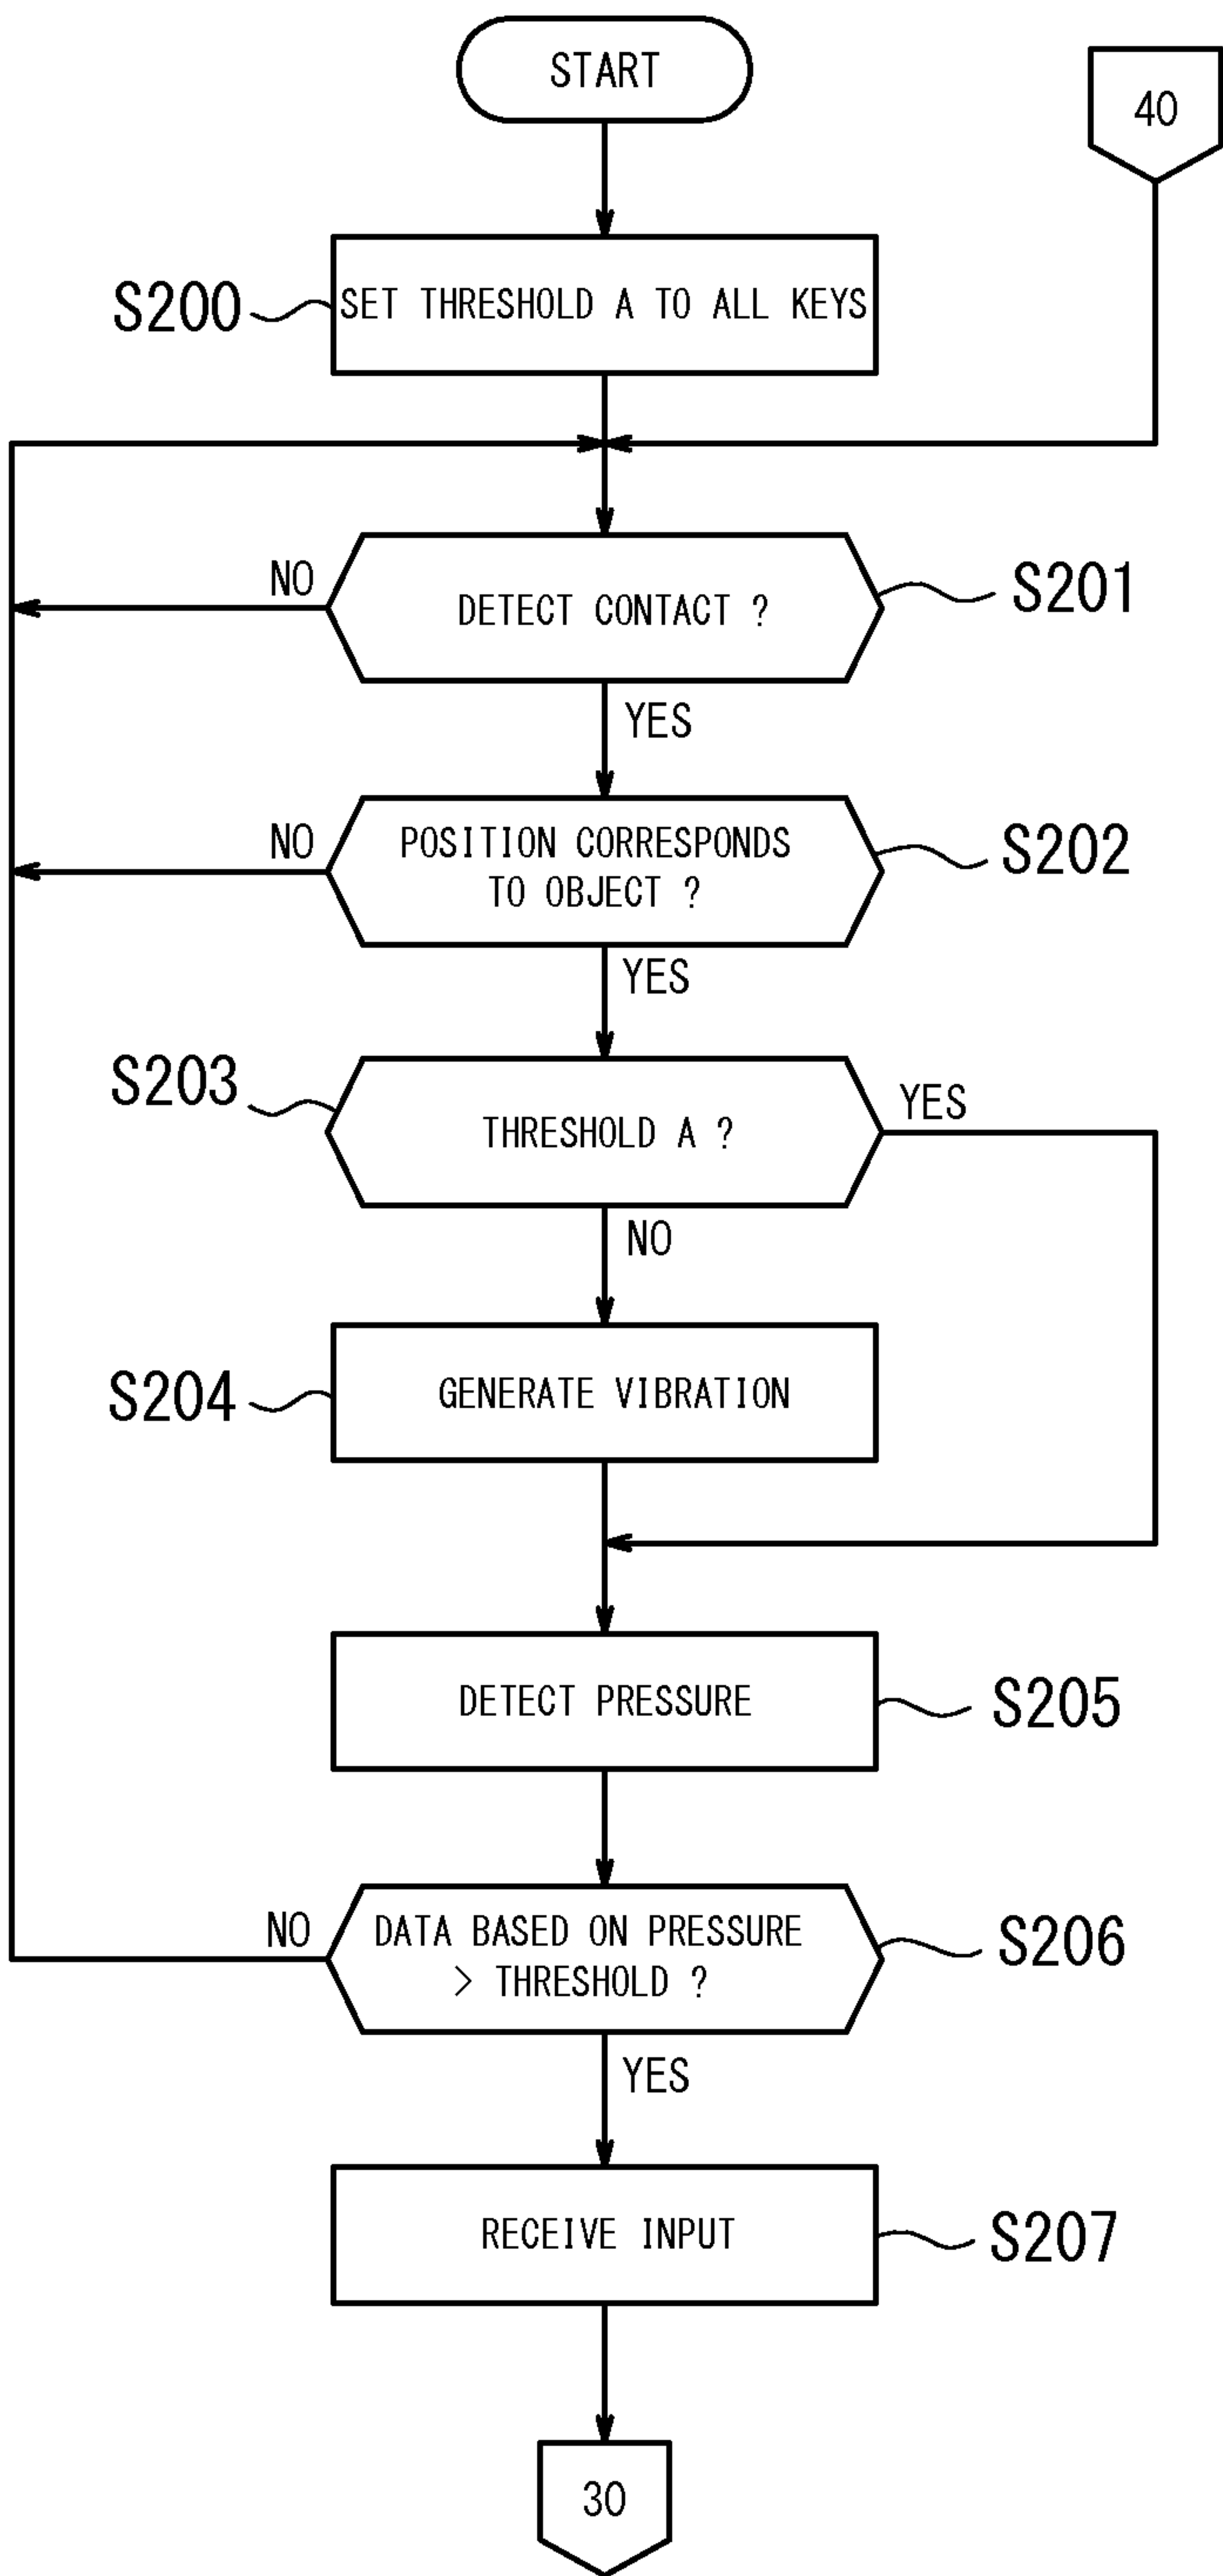 START
40
S200
SET THRESHOLD A TO ALL KEYS
NO
DETECT CONTACT ?
S201
YES
NO
POSITION CORRESPONDS
TO OBJECT ?
S202
YES
S203
THRESHOLD A ?
YES
NO
S204
GENERATE VIBRATION
DETECT PRESSURE
S205
NO
DATA BASED ON PRESSURE
> THRESHOLD ?
S206
YES
RECEIVE INPUT
S207
30